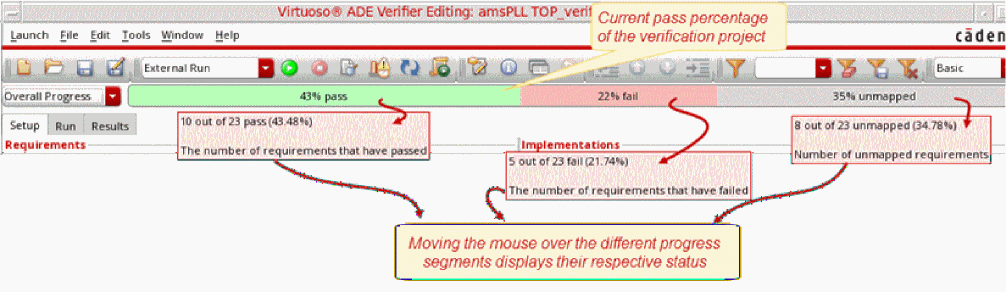 Virtuoso® ADE Verifier Editing: amsPLL TOP_verif
Current pass percentage
of the verification project
Launch File Edit Tools Window Help
cāden
External Run
Basic
Overall Progress
43% pass
22% fail
35% unmapped
Setup Run Results
10 out of 23 pass (43.48%)
The number of requirements that have passed
8 out of 23 unmapped (34.78%)
Number of unmapped requirements
Requirements
Implementations
5 out of 23 fail (21.74%)
The number of requirements that have failed
Moving the mouse over the different progress
segments displays their respective status